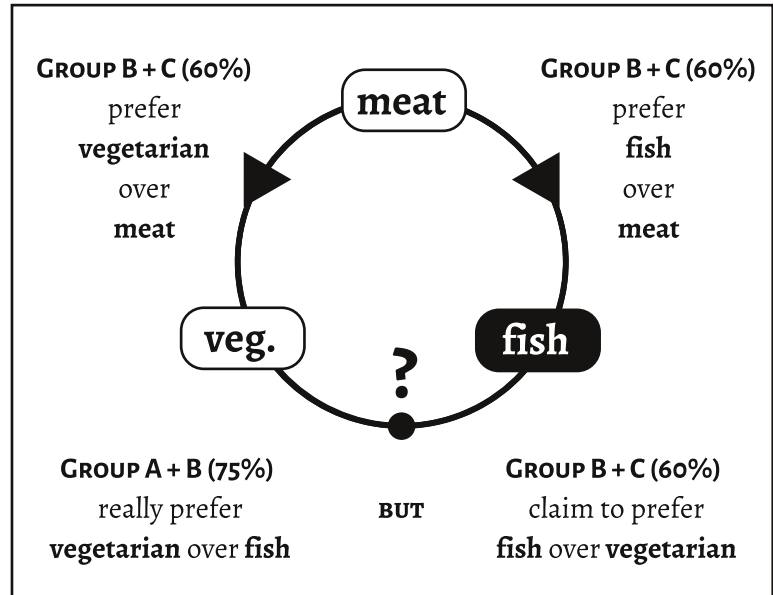 meat
GROUP B + C (60%)
prefer
vegetarian
over
meat
GROUP B + C (60%)
prefer
fish
over
meat
veg.
fish
?
GROUP A + B (75%)
really prefer
vegetarian over fish
BUT
GROUP B + C (60%)
claim to prefer
fish over vegetarian